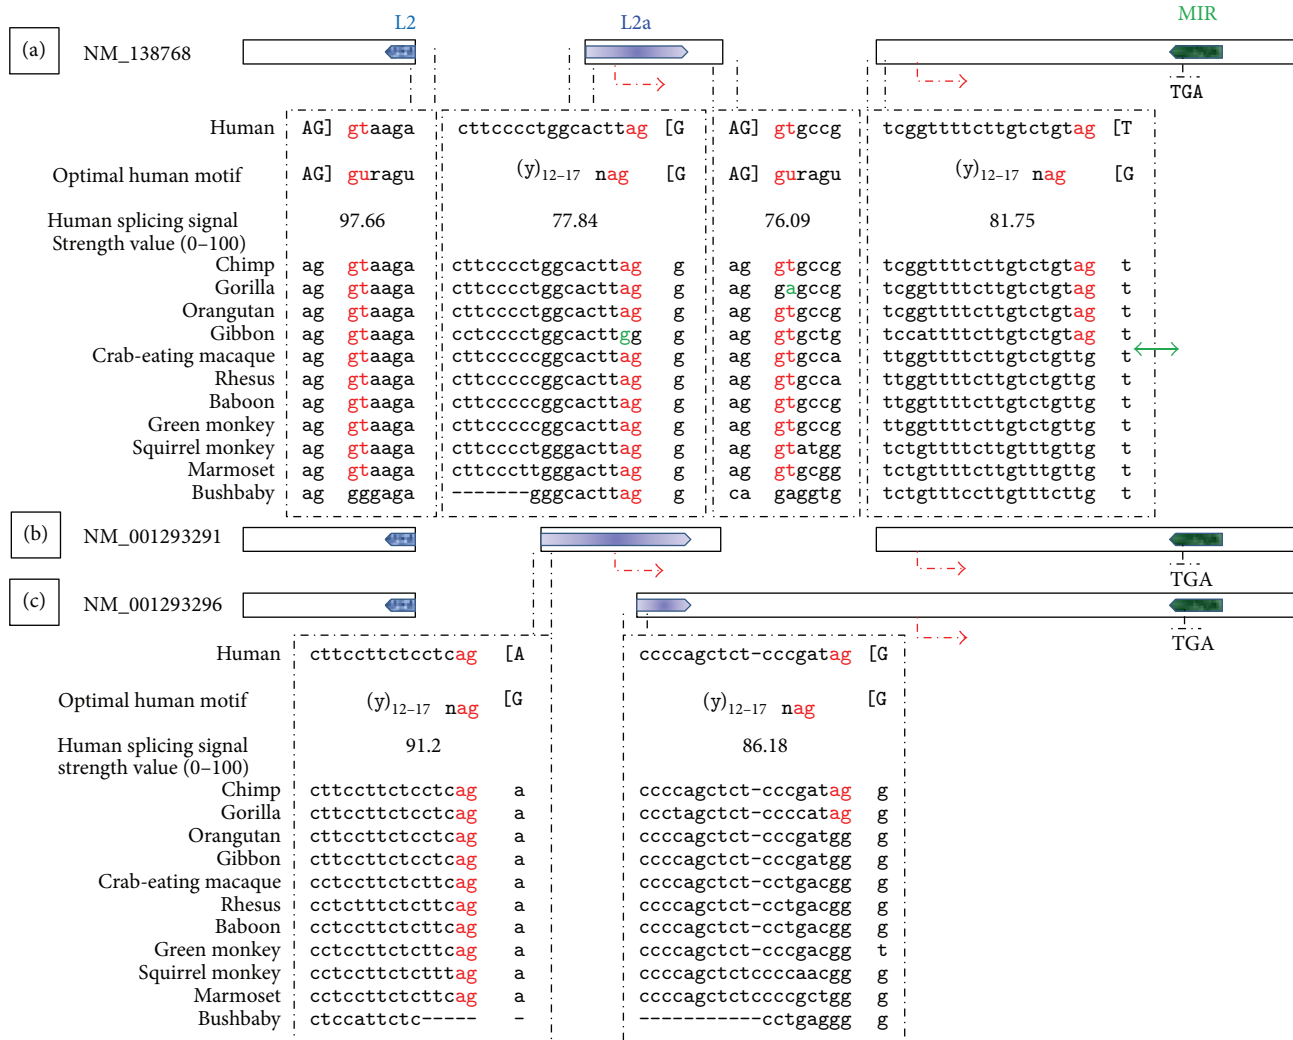 L2 L2a MIR
(a) NM_138768
TGA
Human AG] gtaaga cttcccctggcacttag [G AG] gtgccg tcggttttcttgtctgtag [T
Optimal human motif AG] guragu (y)12–17 nag [G AG] guragu (y)12–17 nag [G
Human splicing signal 97.66 77.84 76.09 81.75
Strength value (0–100)
Chimp ag gtaaga cttcccctggcacttag g ag gtgccg tcggttttcttgtctgtag t
Gorilla ag gtaaga cttcccctggcacttag g ag gagccg tcggttttcttgtctgtag t
Orangutan ag gtaaga cttcccctggcacttag g ag gtgccg tcggttttcttgtctgtag t
Gibbon ag gtaaga cctcccctggcacttgg g ag gtgctg tccattttcttgtctgtag t
Crab-eating macaque ag gtaaga cttcccccggcacttag g ag gtgcca ttggttttcttgtctgttg t
Rhesus ag gtaaga cttcccccggcacttag g ag gtgcca ttggttttcttgtctgttg t
Baboon ag gtaaga cttcccccggcacttag g ag gtgccg ttggttttcttgtctgttg t
Green monkey ag gtaaga cttcccccggcacttag g ag gtgccg ttggttttcttgtctgttg t
Squirrel monkey ag gtaaga cttcccctgggacttag g ag gtatgg tctgttttcttgtttgttg t
Marmoset ag gtaaga cttcccttgggacttag g ag gtgcgg tctgttttcttgtttgttg t
Bushbaby ag gggaga -------gggcacttag g ca gaggtg tctgtttccttgtttcttg t
(b) NM_001293291
TGA
(c) NM_001293296
TGA
Human cttccttctcctcag [A ccccagctct-cccgatag [G
Optimal human motif (y)12–17 nag [G (y)12–17 nag [G
Human splicing signal 91.2 86.18
strength value (0–100)
Chimp cttccttctcctcag a ccccagctct-cccgatag g
Gorilla cttccttctcctcag a ccctagctct-ccccatag g
Orangutan cttccttctcctcag a ccccagctct-cccgatgg g
Gibbon cttccttctcctcag a ccccagctct-cccgatgg g
Crab-eating macaque cctccttctcttcag a ccccagctct-cctgacgg g
Rhesus cctctttctcttcag a ccccagctct-cctgacgg g
Baboon cctccttctcttcag a ccccagctct-cctgacgg g
Green monkey cctccttctcttcag a ccccagctct-cccgacgg t
Squirrel monkey cctccttctctttag a ccccagctctccccaacgg g
Marmoset cctccttctcttcag a ccccagctctccccgctgg g
Bushbaby ctccattctc----- - -----------cctgaggg g